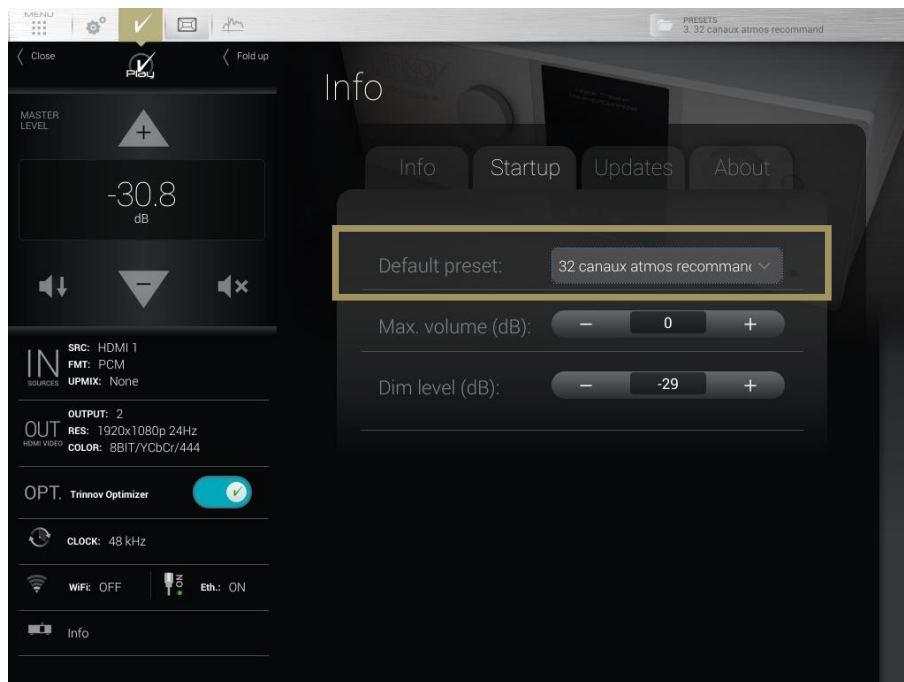 MENU
PRESETS
3. 32 canaux atmos recommand
Close
Play
Fold up
MASTER
LEVEL
+
-30.8
dB
−
IN
SOURCES
SRC: HDMI 1
FMT: PCM
UPMIX: None
OUT
HDMI VIDEO
OUTPUT: 2
RES: 1920x1080p 24Hz
COLOR: 8BIT/YCbCr/444
OPT. Trinnov Optimizer
CLOCK: 48 kHz
WiFi: OFF
ON
Eth.: ON
Info
Info
Info Startup Updates About
Default preset: 32 canaux atmos recomman
Max. volume (dB): − 0 +
Dim level (dB): − -29 +